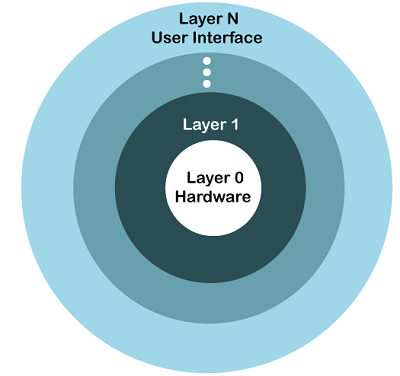 Layer N
User Interface
Layer 1
Layer 0
Hardware